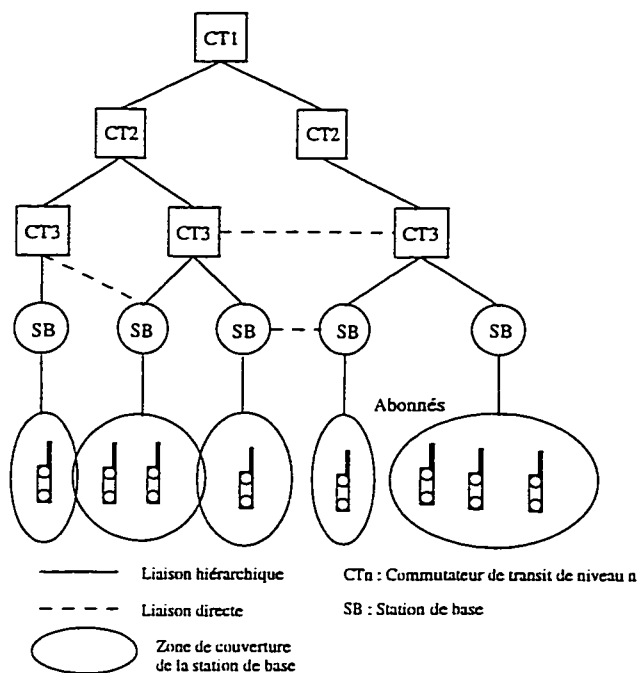 CT1
CT2 CT2
CT3 CT3 CT3
SB SB SB SB SB
Abonnés
Liaison hiérarchique
CTn : Commutateur de transit de niveau n
Liaison directe
SB : Station de base
Zone de couverture
de la station de base